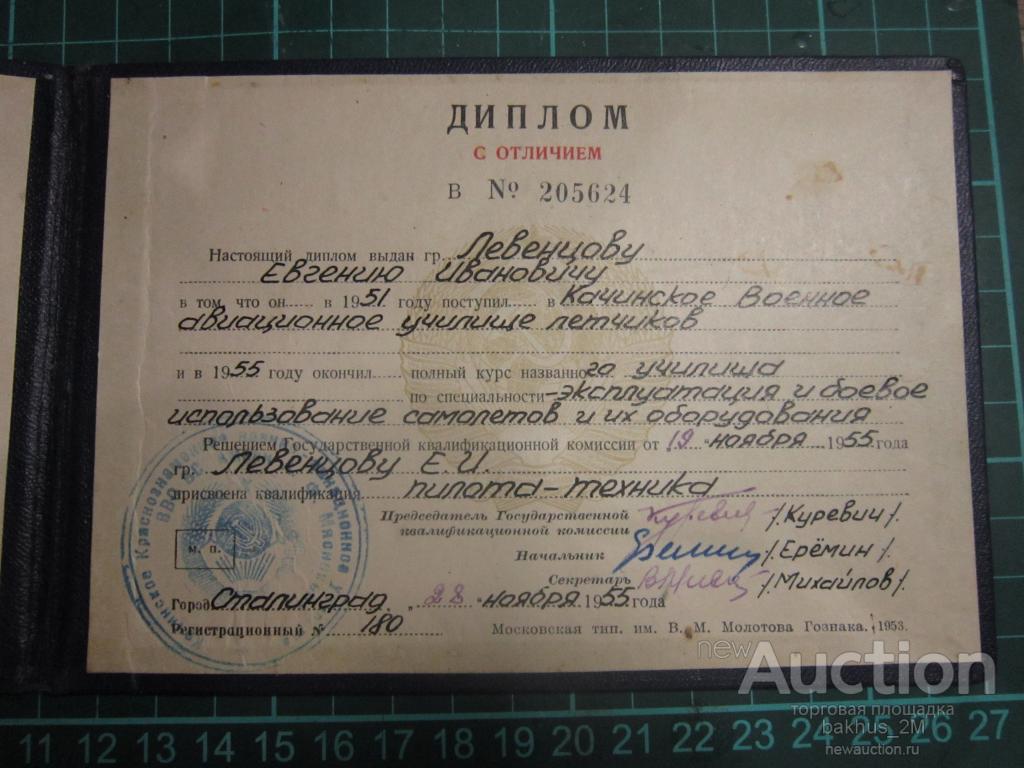 ДИПЛОМ
С ОТЛИЧИЕМ
В № 205624
Настоящий диплом выдан гр. Левенцову
Евгению Ивановичу
в том, что он в 1951 году поступил в Качинское Военное
авиационное училище летчиков
и в 1955 году окончил полный курс названного училища
по специальности - эксплуатация и боевое
использование самолетов и их оборудования
Решением Государственной квалификационной комиссии от 12 ноября 1955 года
гр. Левенцову Е.И.
присвоена квалификация пилота-техника
Председатель Государственной
квалификационной комиссии /Куревич/.
Начальник /Ерёмин/.
Секретарь /Михайлов/.
м. п.
Город Сталинград „28" ноября 1955 года
Регистрационный № 180
Московская тип. им. В. М. Молотова Гознака. 1953.
newAuction
торговая площадка
bakhus_2M
newauction.ru
11 12 13 14 15 16 17 18 19 20 21 22 23 24 25 26 27